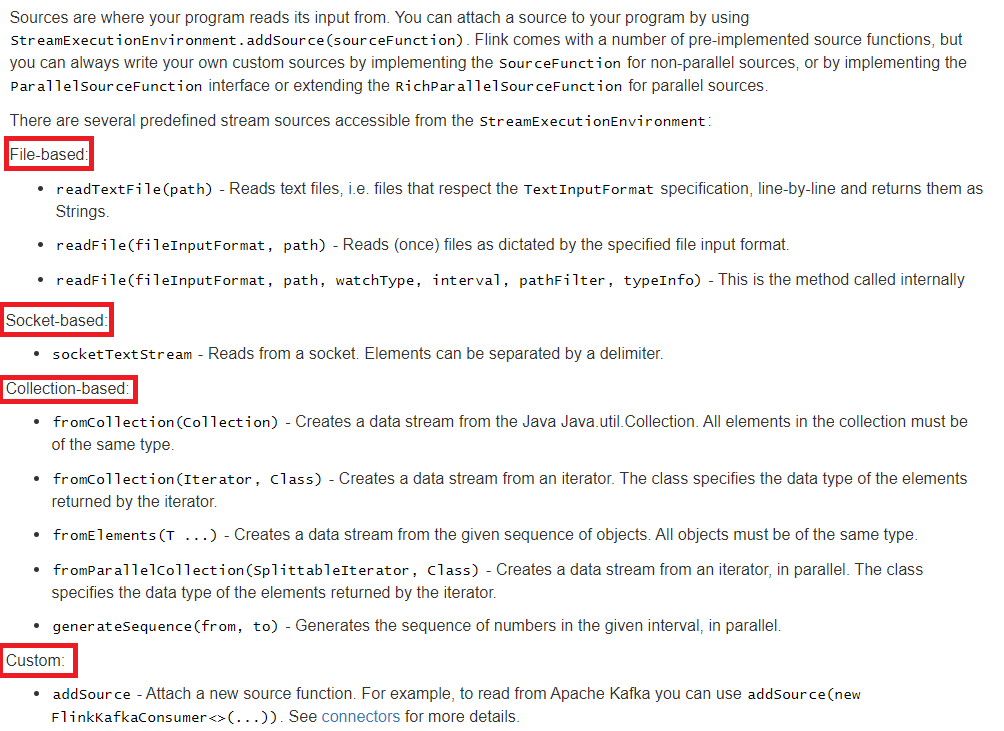 Sources are where your program reads its input from. You can attach a source to your program by using
StreamExecutionEnvironment.addSource(sourceFunction). Flink comes with a number of pre-implemented source functions, but
you can always write your own custom sources by implementing the SourceFunction for non-parallel sources, or by implementing the
ParallelSourceFunction interface or extending the RichParallelSourceFunction for parallel sources.
There are several predefined stream sources accessible from the StreamExecutionEnvironment:
File-based:
• readTextFile(path) - Reads text files, i.e. files that respect the TextInputFormat specification, line-by-line and returns them as
Strings.
• readFile(fileInputFormat, path) - Reads (once) files as dictated by the specified file input format.
• readFile(fileInputFormat, path, watchType, interval, pathFilter, typeInfo) - This is the method called internally
Socket-based:
• socketTextStream - Reads from a socket. Elements can be separated by a delimiter.
Collection-based:
• fromCollection(Collection) - Creates a data stream from the Java Java.util.Collection. All elements in the collection must be
of the same type.
• fromCollection(Iterator, Class) - Creates a data stream from an iterator. The class specifies the data type of the elements
returned by the iterator.
• fromElements(T ...) - Creates a data stream from the given sequence of objects. All objects must be of the same type.
• fromParallelCollection(SplittableIterator, Class) - Creates a data stream from an iterator, in parallel. The class
specifies the data type of the elements returned by the iterator.
• generateSequence(from, to) - Generates the sequence of numbers in the given interval, in parallel.
Custom:
• addSource - Attach a new source function. For example, to read from Apache Kafka you can use addSource(new
FlinkKafkaConsumer<>(...)). See connectors for more details.